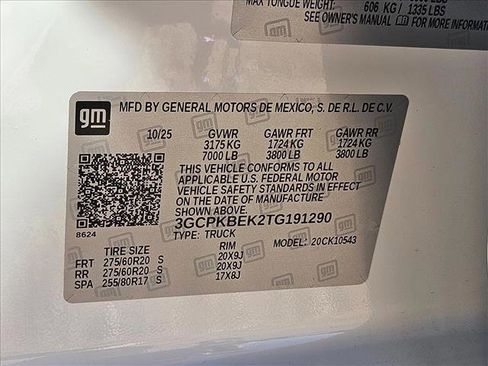 MAX TONGUE WEIGHT:
606 KG / 1335 LBS
SEE OWNER'S MANUAL FOR MORE INFORMATION
gm
MFD BY GENERAL MOTORS DE MEXICO, S. DE R.L. DE C.V.
10/25 GVWR GAWR FRT GAWR RR
3175 KG 1724 KG 1724 KG
7000 LB 3800 LB 3800 LB
THIS VEHICLE CONFORMS TO ALL
APPLICABLE U.S. FEDERAL MOTOR
VEHICLE SAFETY STANDARDS IN EFFECT
ON THE DATE OF MANUFACTURE SHOWN ABOVE.
3GCPKBEK2TG191290
8624
TYPE: TRUCK MODEL: 20CK10543
TIRE SIZE RIM
FRT 275/60R20 S 20X9J
RR 275/60R20 S 20X9J
SPA 255/80R17 S 17X8J